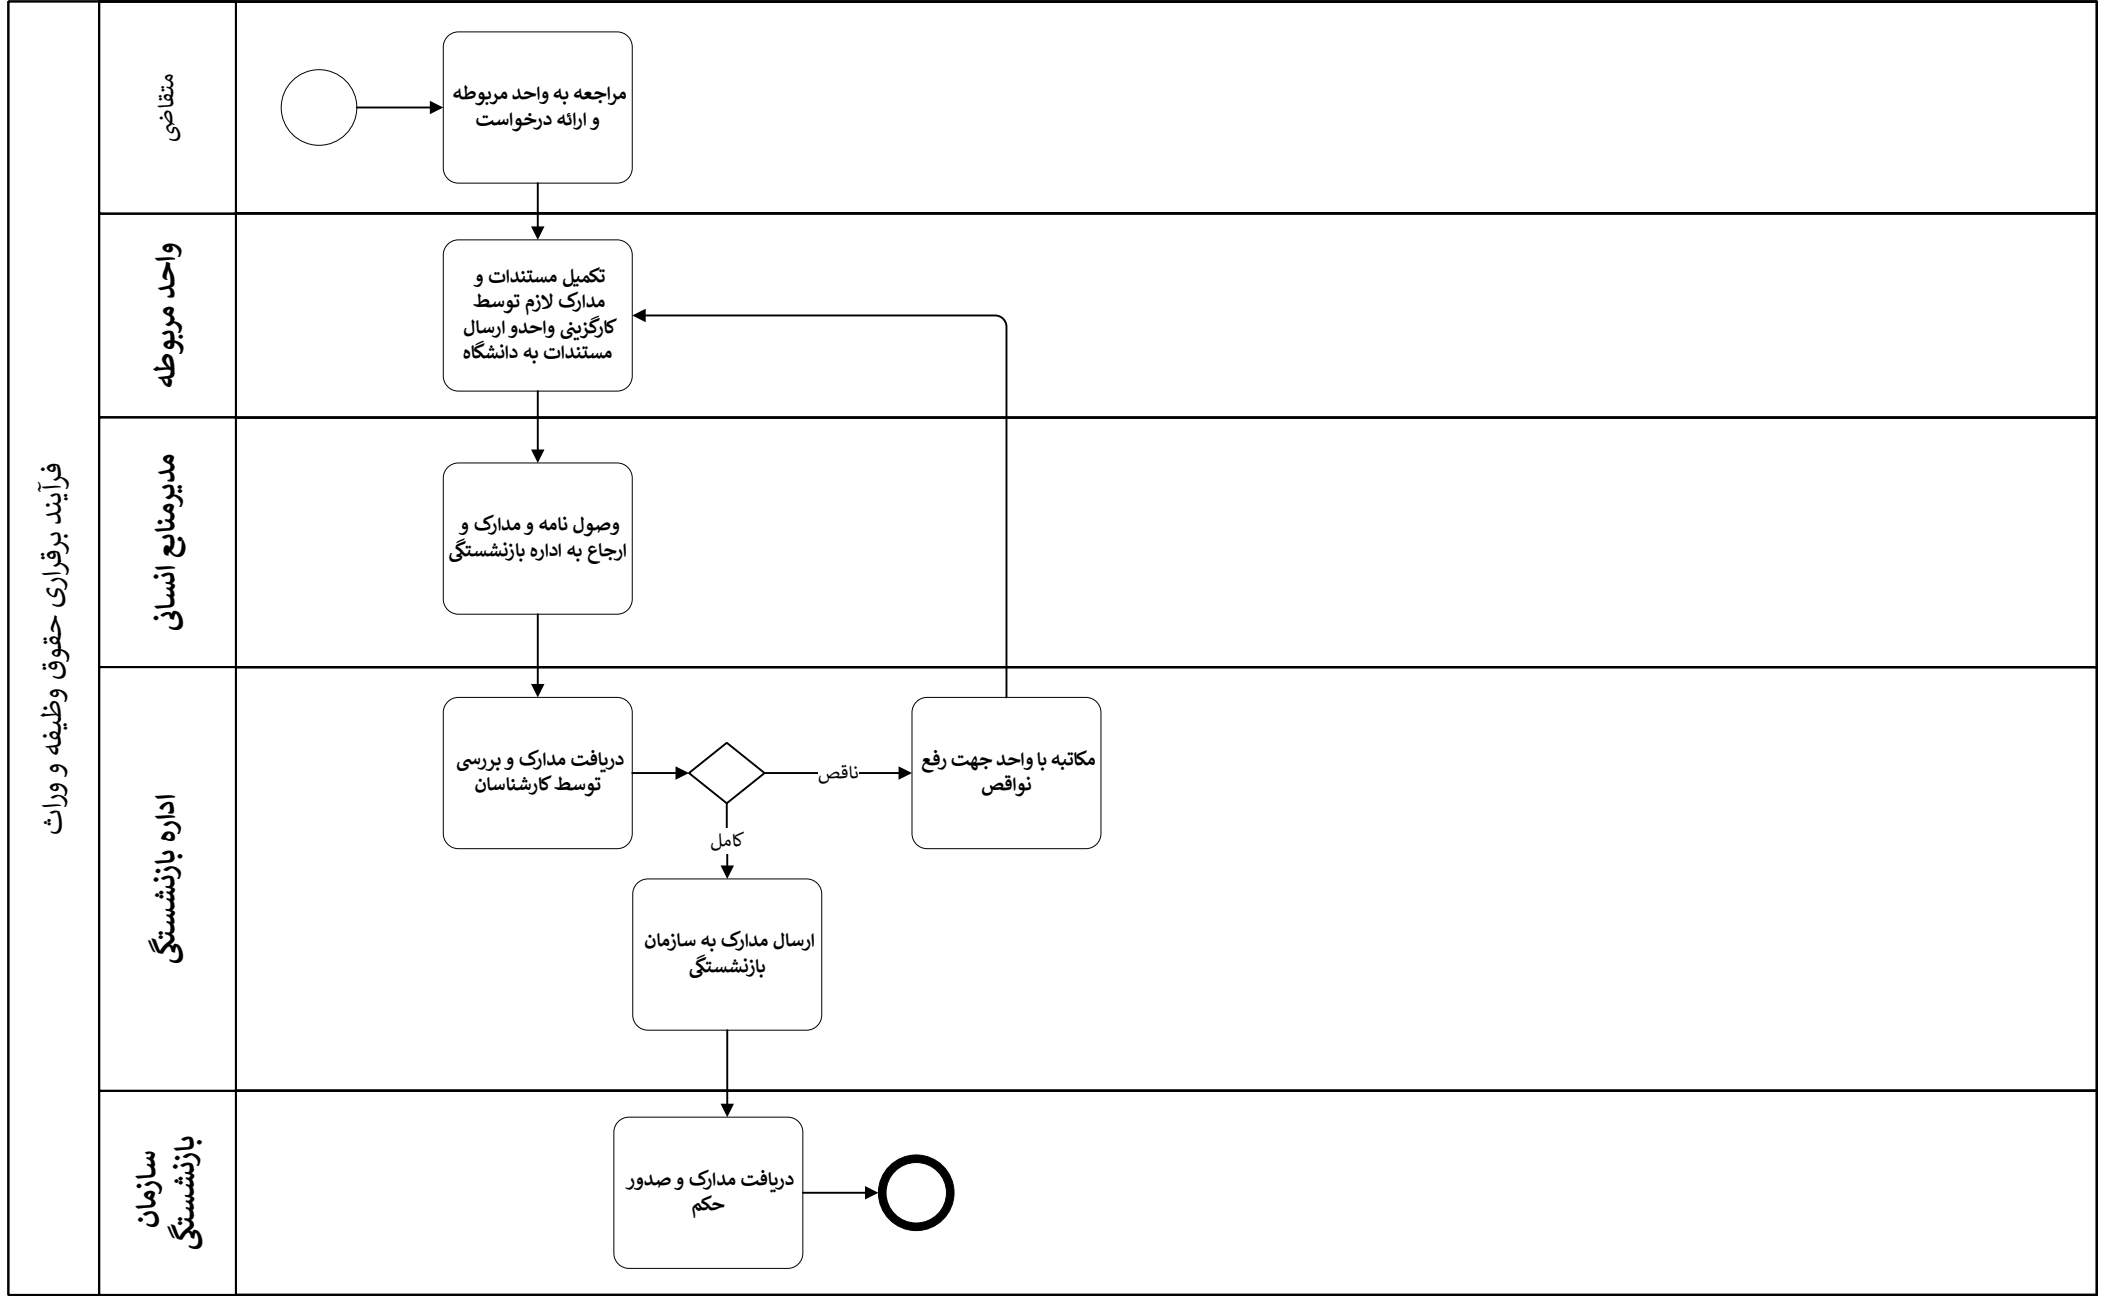 فرآیند برقراری حقوق وظیفه و وراث
متقاضی
مراجعه به واحد مربوطه
و ارائه درخواست
واحد مربوطه
تکمیل مستندات و
مدارک لازم توسط
کارگزینی واحدو ارسال
مستندات به دانشگاه
مدیرمنابع انسانی
وصول نامه و مدارک و
ارجاع به اداره بازنشستگی
اداره بازنشستگی
دریافت مدارک و بررسی
توسط کارشناسان
ناقص
مکاتبه با واحد جهت رفع
نواقص
کامل
ارسال مدارک به سازمان
بازنشستگی
سازمان
بازنشستگی
دریافت مدارک و صدور
حکم